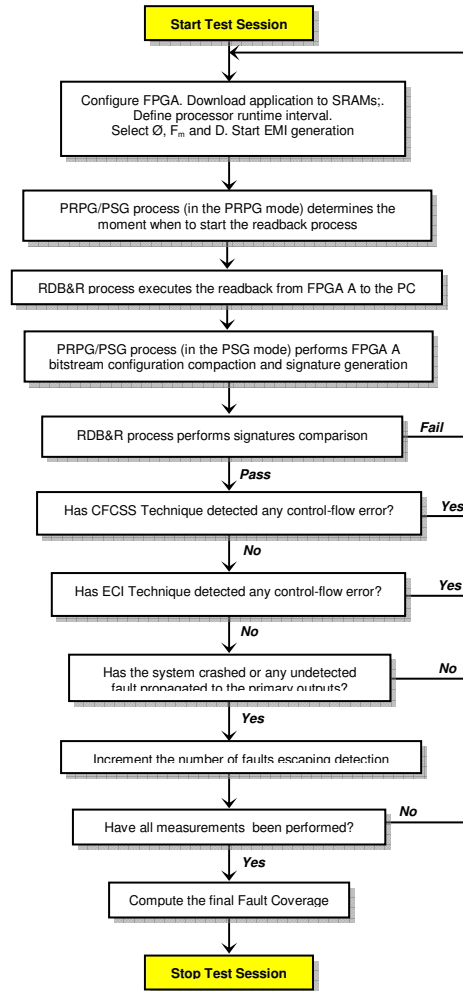 Start Test Session
Configure FPGA. Download application to SRAMs;.
Define processor runtime interval.
Select Ø, Fm and D. Start EMI generation
PRPG/PSG process (in the PRPG mode) determines the
moment when to start the readback process
RDB&R process executes the readback from FPGA A to the PC
PRPG/PSG process (in the PSG mode) performs FPGA A
bitstream configuration compaction and signature generation
RDB&R process performs signatures comparison
Fail
Pass
Has CFCSS Technique detected any control-flow error?
Yes
No
Has ECI Technique detected any control-flow error?
Yes
No
Has the system crashed or any undetected
fault propagated to the primary outputs?
No
Yes
Increment the number of faults escaping detection
Have all measurements been performed?
No
Yes
Compute the final Fault Coverage
Stop Test Session